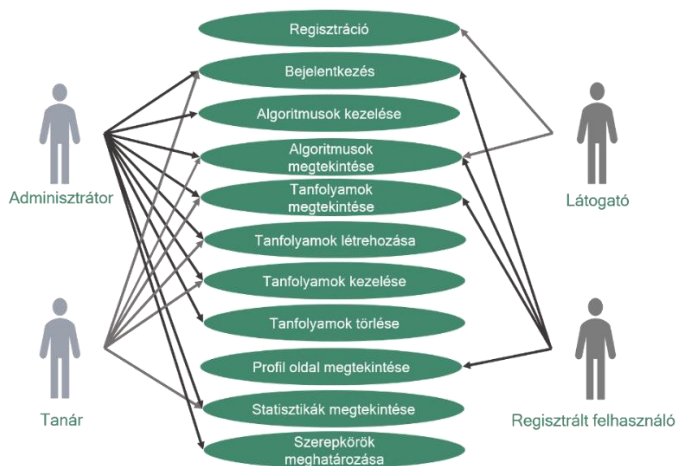 Regisztráció
Bejelentkezés
Algoritmusok kezelése
Algoritmusok
megtekintése
Tanfolyamok
megtekintése
Adminisztrátor
Látogató
Tanfolyamok létrehozása
Tanfolyamok kezelése
Tanfolyamok törlése
Profil oldal megtekintése
Statisztikák megtekintése
Tanár
Regisztrált felhasználó
Szerepkörök
meghatározása